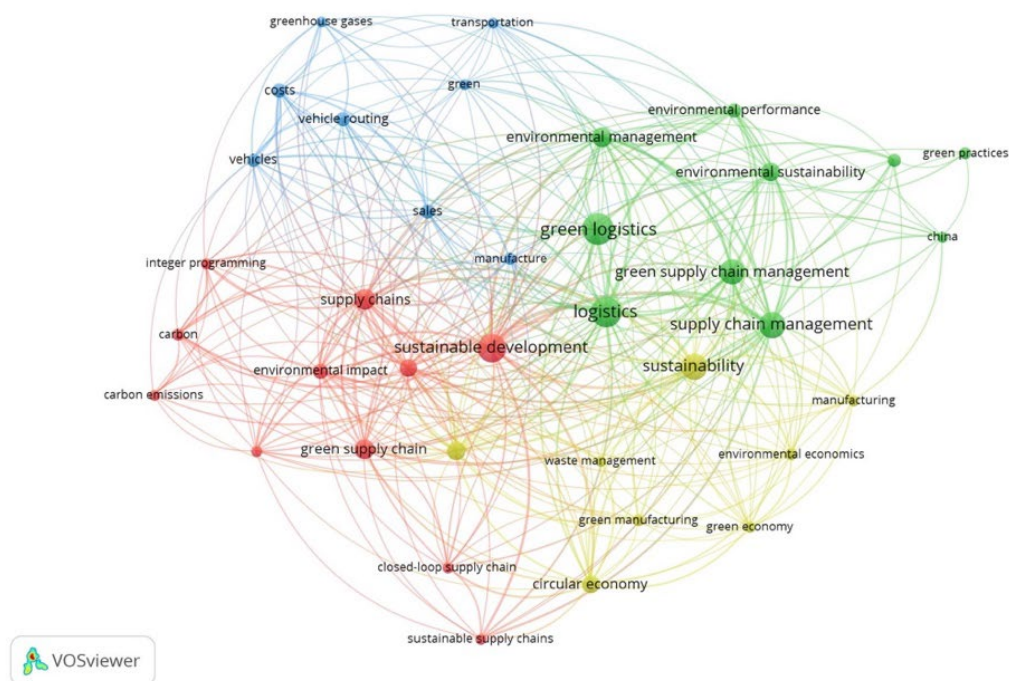 greenhouse gases
transportation
costs
green
vehicle routing
environmental performance
environmental management
vehicles
green practices
environmental sustainability
sales
green logistics
china
manufacture
integer programming
green supply chain management
supply chains
logistics
supply chain management
carbon
sustainable development
sustainability
environmental impact
carbon emissions
manufacturing
green supply chain
waste management
environmental economics
green manufacturing
green economy
closed-loop supply chain
circular economy
sustainable supply chains
VOSviewer